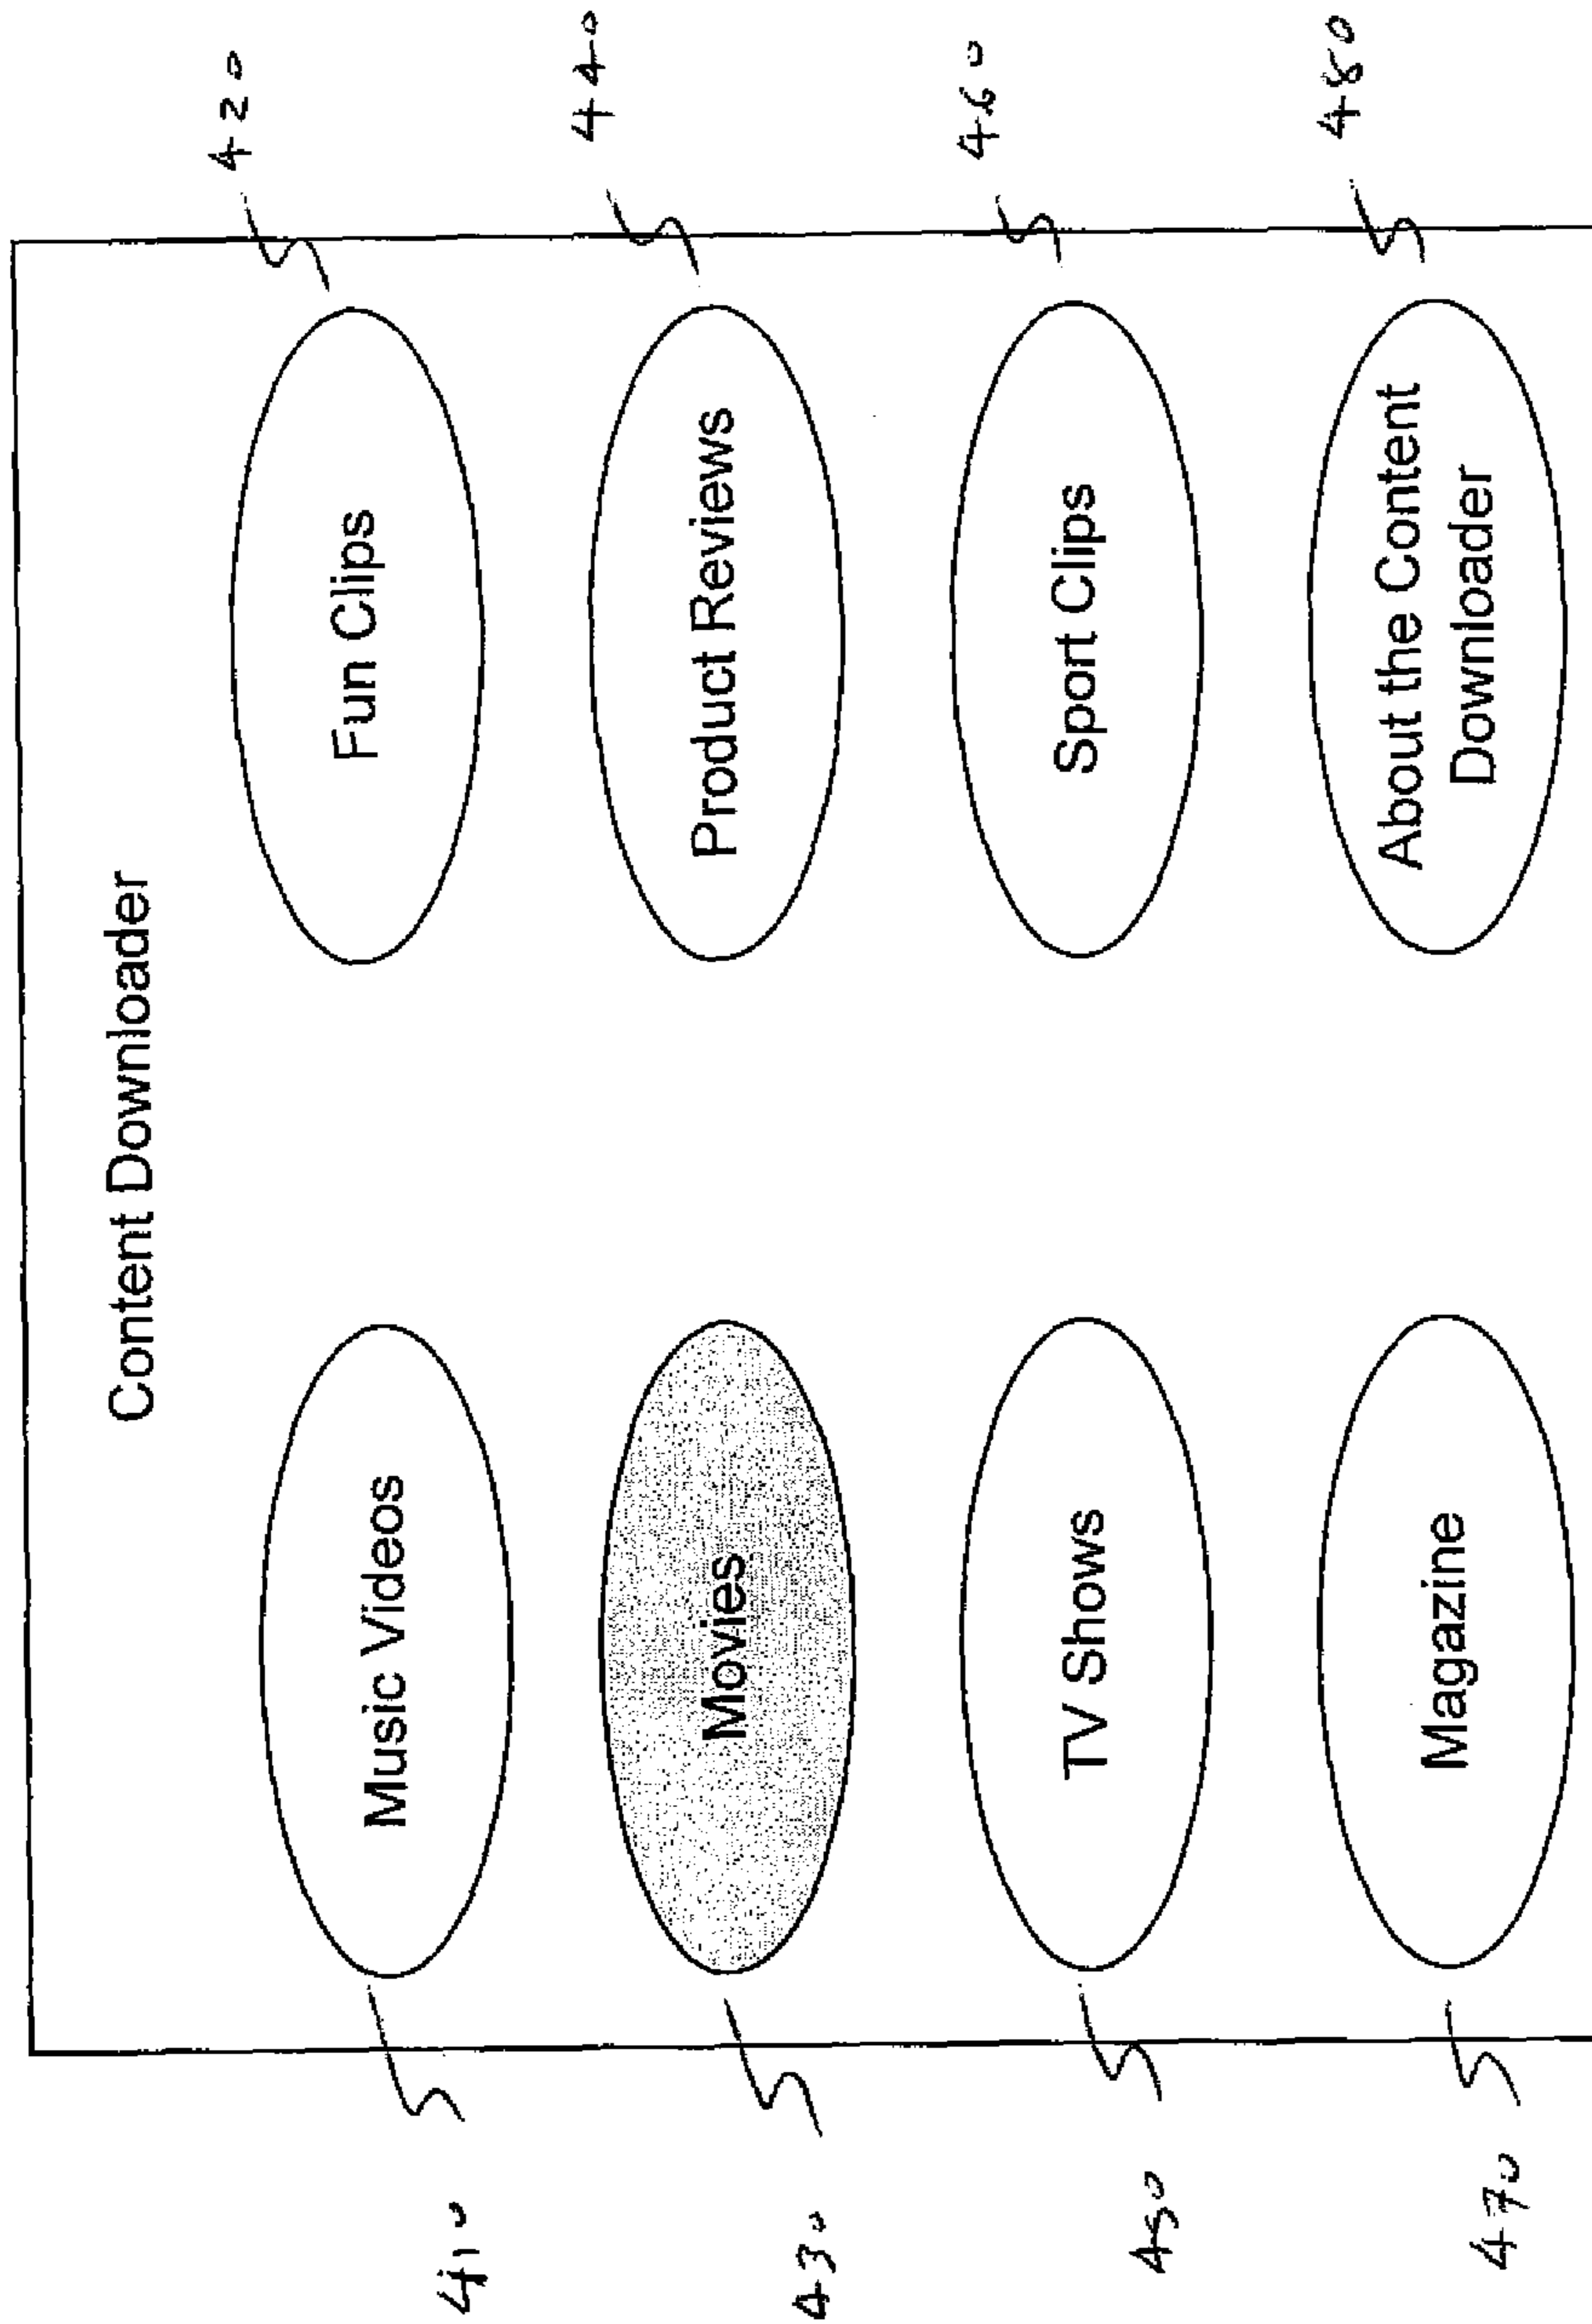 Content Downloader
410
Music Videos
Fun Clips
420
430
Movies
Product Reviews
440
450
TV Shows
Sport Clips
460
470
Magazine
About the Content
Downloader
480